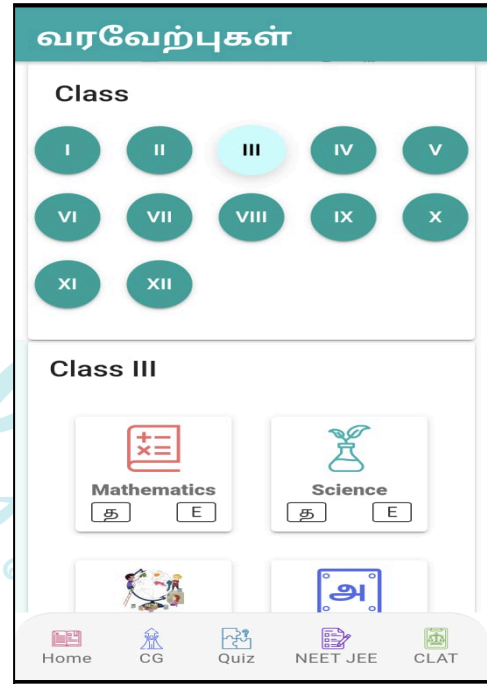 வரவேற்புகள்
Class
I II III IV V
VI VII VIII IX X
XI XII
Class III
Mathematics Science
த E த E
அ
Home CG Quiz NEET JEE CLAT